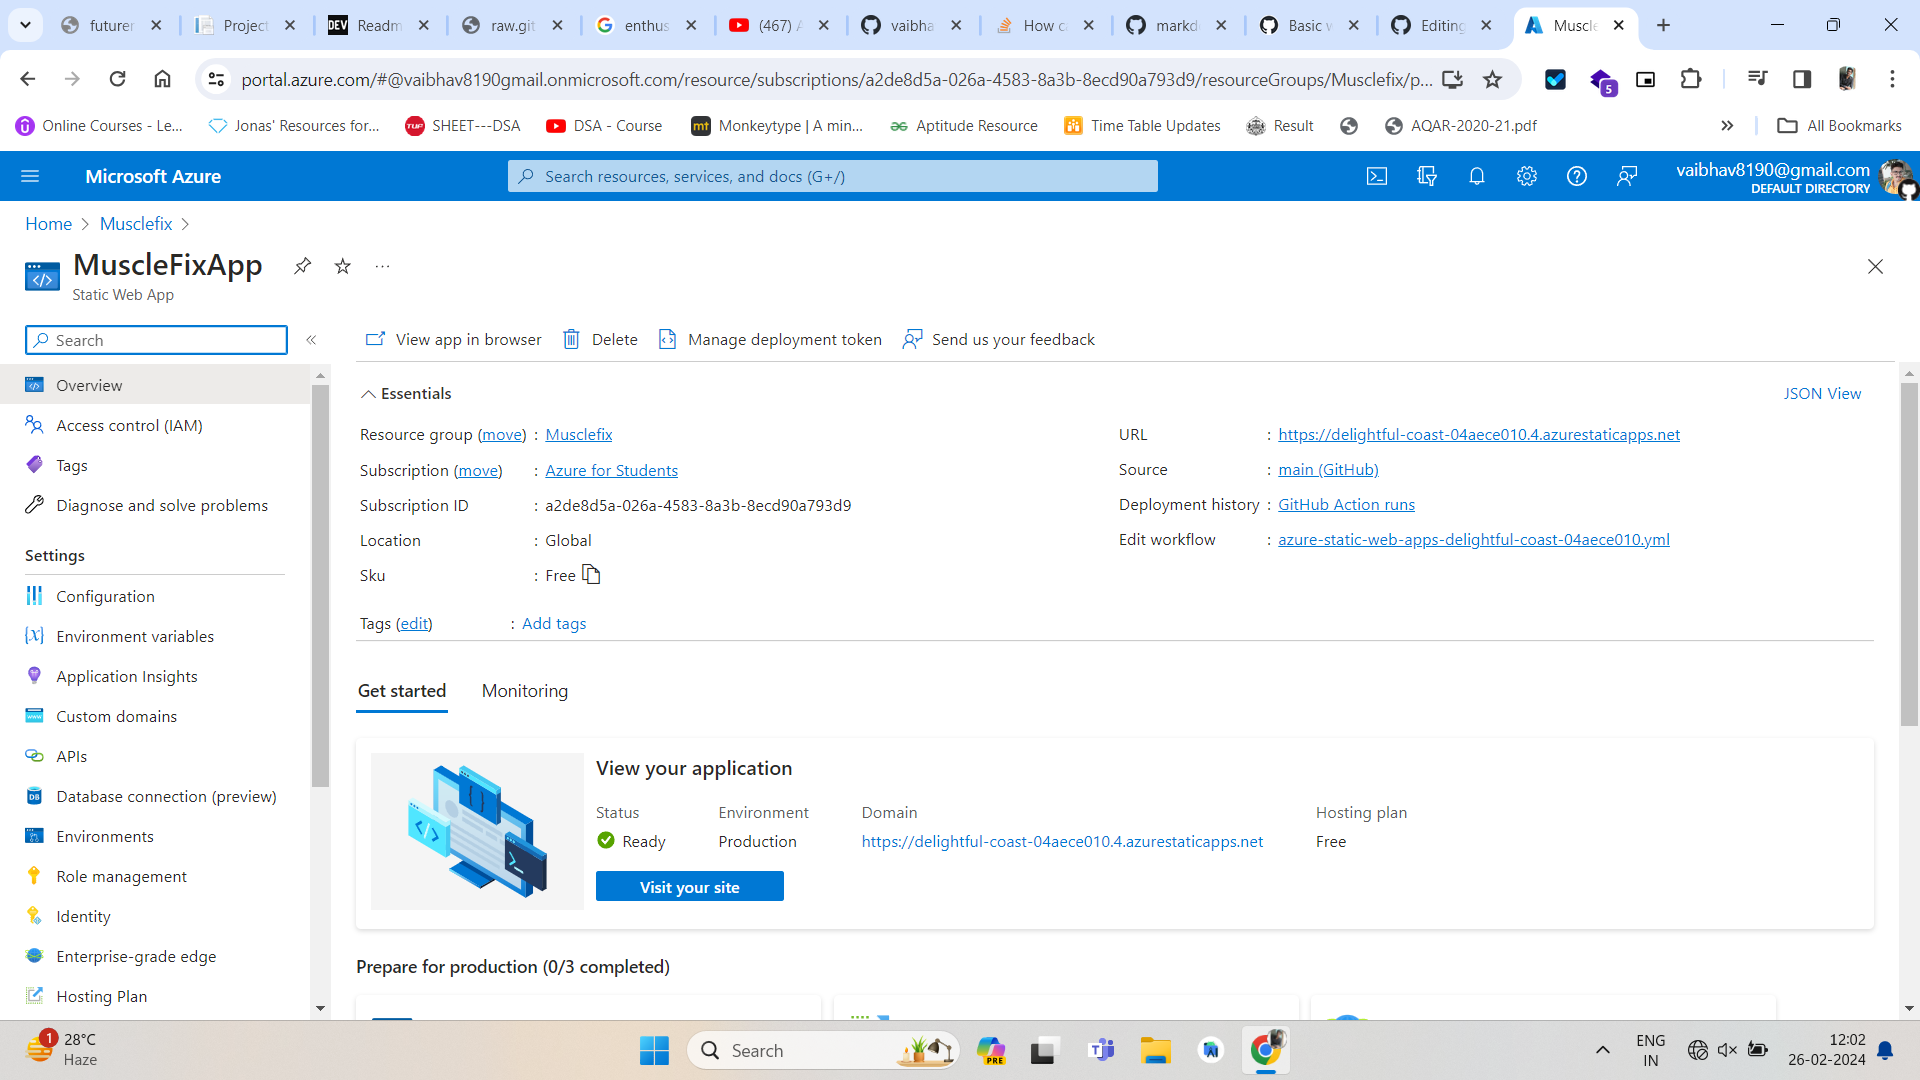 futurer
Project
DEV
Readm
raw.git
enthus
(467) A
vaibha
How ca
markd
Basic w
Editing
Muscle
portal.azure.com/#@vaibhav8190gmail.onmicrosoft.com/resource/subscriptions/a2de8d5a-026a-4583-8a3b-8ecd90a793d9/resourceGroups/Musclefix/p...
5
Online Courses - Le...
Jonas' Resources for...
SHEET---DSA
DSA - Course
mt
Monkeytype | A min...
Aptitude Resource
Time Table Updates
Result
AQAR-2020-21.pdf
All Bookmarks
Microsoft Azure
Search resources, services, and docs (G+/)
vaibhav8190@gmail.com
DEFAULT DIRECTORY
Home
Musclefix
MuscleFixApp
Static Web App
Search
View app in browser
Delete
Manage deployment token
Send us your feedback
Overview
Access control (IAM)
Tags
Diagnose and solve problems
Settings
Configuration
Environment variables
Application Insights
Custom domains
APIs
Database connection (preview)
Environments
Role management
Identity
Enterprise-grade edge
Hosting Plan
Essentials
JSON View
Resource group (move) : Musclefix
Subscription (move) : Azure for Students
Subscription ID : a2de8d5a-026a-4583-8a3b-8ecd90a793d9
Location : Global
Sku : Free
URL : https://delightful-coast-04aece010.4.azurestaticapps.net
Source : main (GitHub)
Deployment history : GitHub Action runs
Edit workflow : azure-static-web-apps-delightful-coast-04aece010.yml
Tags (edit) : Add tags
Get started
Monitoring
View your application
Status Environment Domain Hosting plan
Ready Production https://delightful-coast-04aece010.4.azurestaticapps.net Free
Visit your site
Prepare for production (0/3 completed)
1
28°C
Haze
Search
PRE
ENG
IN
12:02
26-02-2024